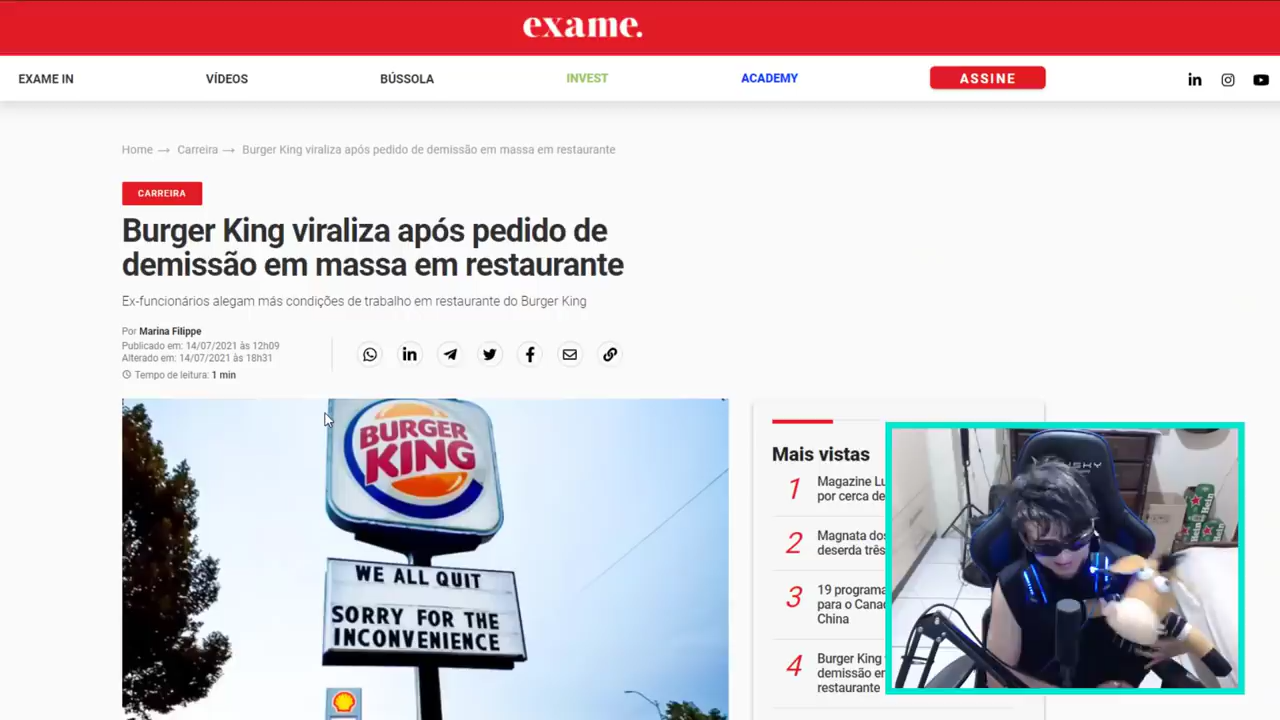 exame.
EXAME IN VÍDEOS BÚSSOLA INVEST ACADEMY ASSINE
Home → Carreira → Burger King viraliza após pedido de demissão em massa em restaurante
CARREIRA
Burger King viraliza após pedido de
demissão em massa em restaurante
Ex-funcionários alegam más condições de trabalho em restaurante do Burger King
Por Marina Filippe
Publicado em: 14/07/2021 às 12h09
Alterado em: 14/07/2021 às 18h31
Tempo de leitura: 1 min
BURGER
KING
WE ALL QUIT
SORRY FOR THE
INCONVENIENCE
Mais vistas
1 Magazine Lu
por cerca de
2 Magnata dos
deserda três
3 19 programa
para o Cana
China
4 Burger King
demissão em
restaurante